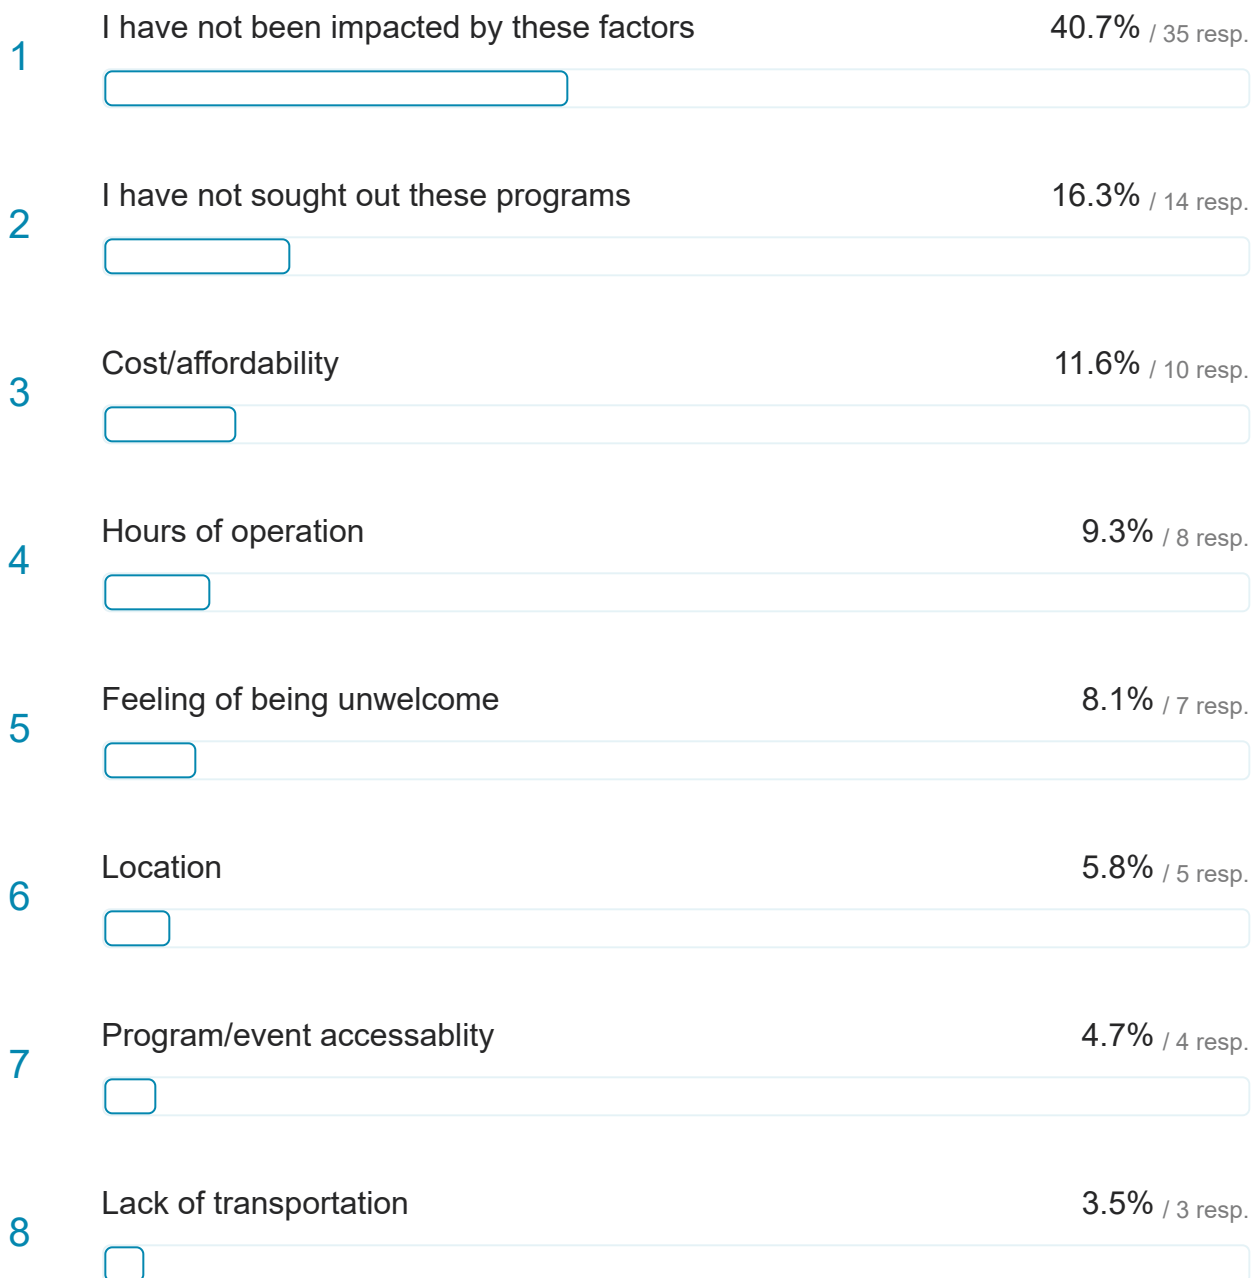 1
I have not been impacted by these factors 40.7% / 35 resp.
2
I have not sought out these programs 16.3% / 14 resp.
3
Cost/affordability 11.6% / 10 resp.
4
Hours of operation 9.3% / 8 resp.
5
Feeling of being unwelcome 8.1% / 7 resp.
6
Location 5.8% / 5 resp.
7
Program/event accessablity 4.7% / 4 resp.
8
Lack of transportation 3.5% / 3 resp.